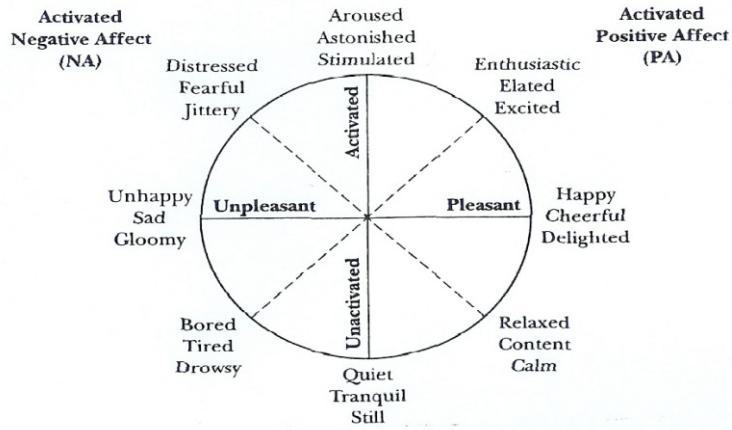 Activated
Negative Affect
(NA)
Aroused
Astonished
Stimulated
Activated
Positive Affect
(PA)
Distressed
Fearful
Jittery
Enthusiastic
Elated
Excited
Activated
Unhappy
Sad
Gloomy
Unpleasant
Pleasant
Happy
Cheerful
Delighted
Unactivated
Bored
Tired
Drowsy
Relaxed
Content
Calm
Quiet
Tranquil
Still